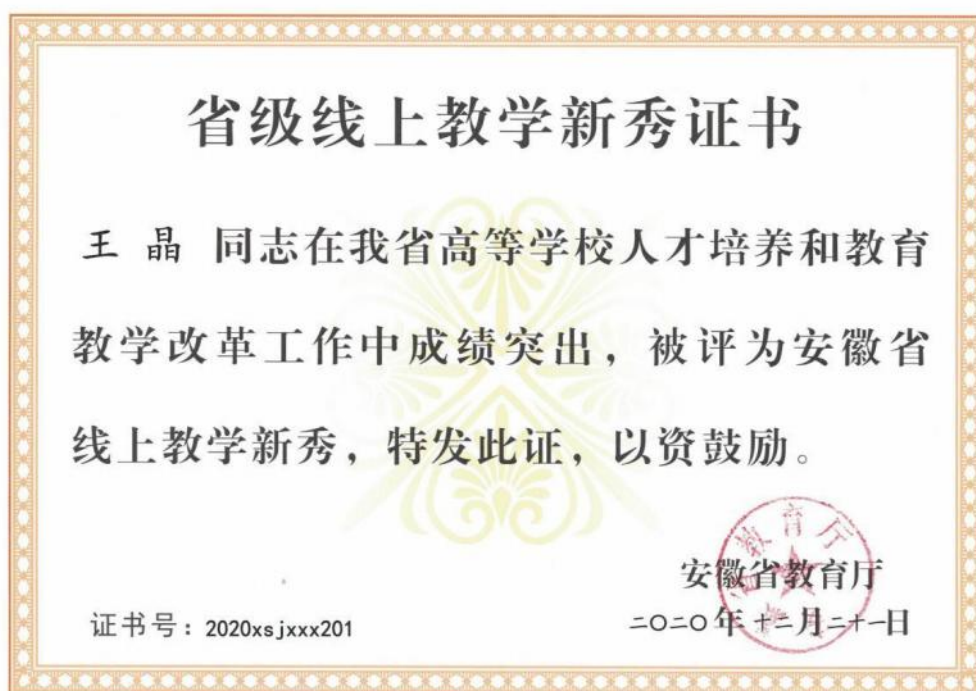 省级线上教学新秀证书
王晶 同志在我省高等学校人才培养和教育
教学改革工作中成绩突出，被评为安徽省
线上教学新秀，特发此证，以资鼓励。
安徽省教育厅
证书号：2020xsjxxx201
二〇二〇年十二月二十一日